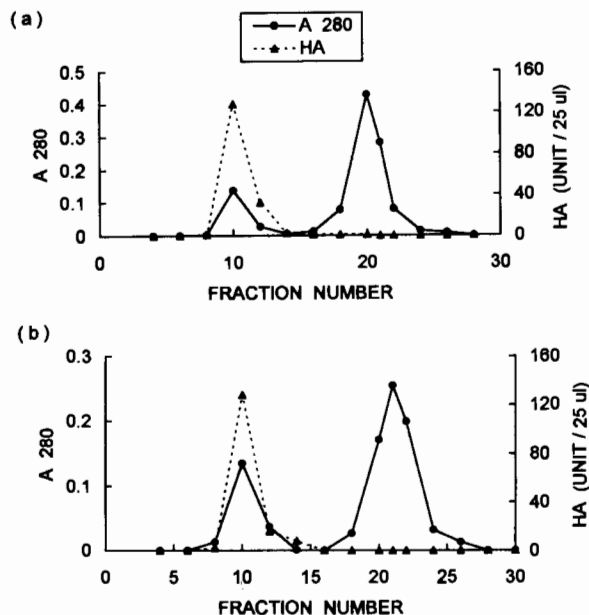 (a)
A 280
HA
0.5
0.4
0.3
0.2
0.1
0
A 280
160
120
80
40
0
HA (UNIT / 25 ul)
0 10 20 30
FRACTION NUMBER
(b)
0.3
0.2
0.1
0
A 280
160
120
80
40
0
HA (UNIT / 25 ul)
0 5 10 15 20 25 30
FRACTION NUMBER